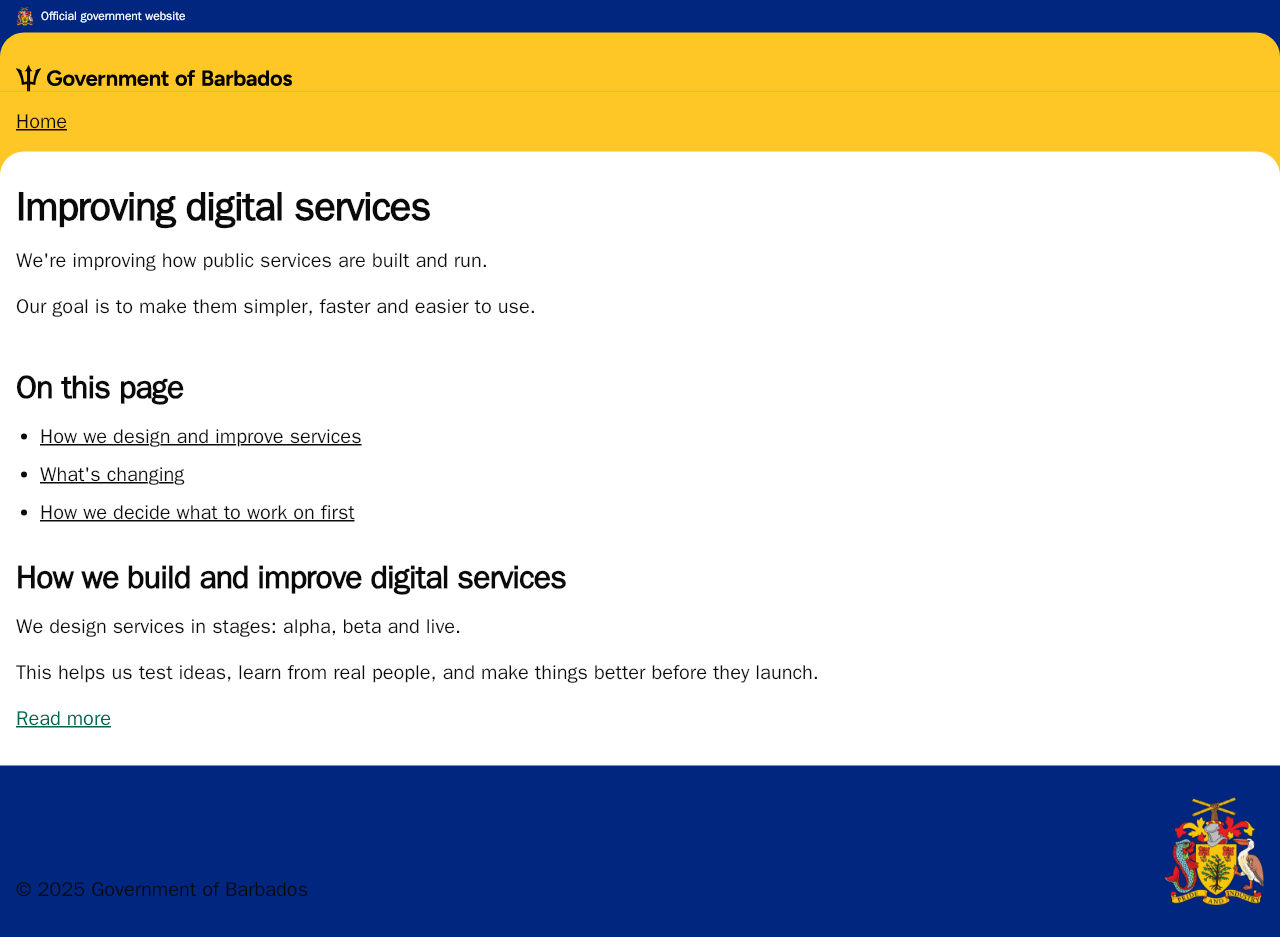 Official government website
Government of Barbados
Home
Improving digital services
We're improving how public services are built and run.
Our goal is to make them simpler, faster and easier to use.
On this page
• How we design and improve services
• What's changing
• How we decide what to work on first
How we build and improve digital services
We design services in stages: alpha, beta and live.
This helps us test ideas, learn from real people, and make things better before they launch.
Read more
© 2025 Government of Barbados
PRIDE AND INDUSTRY